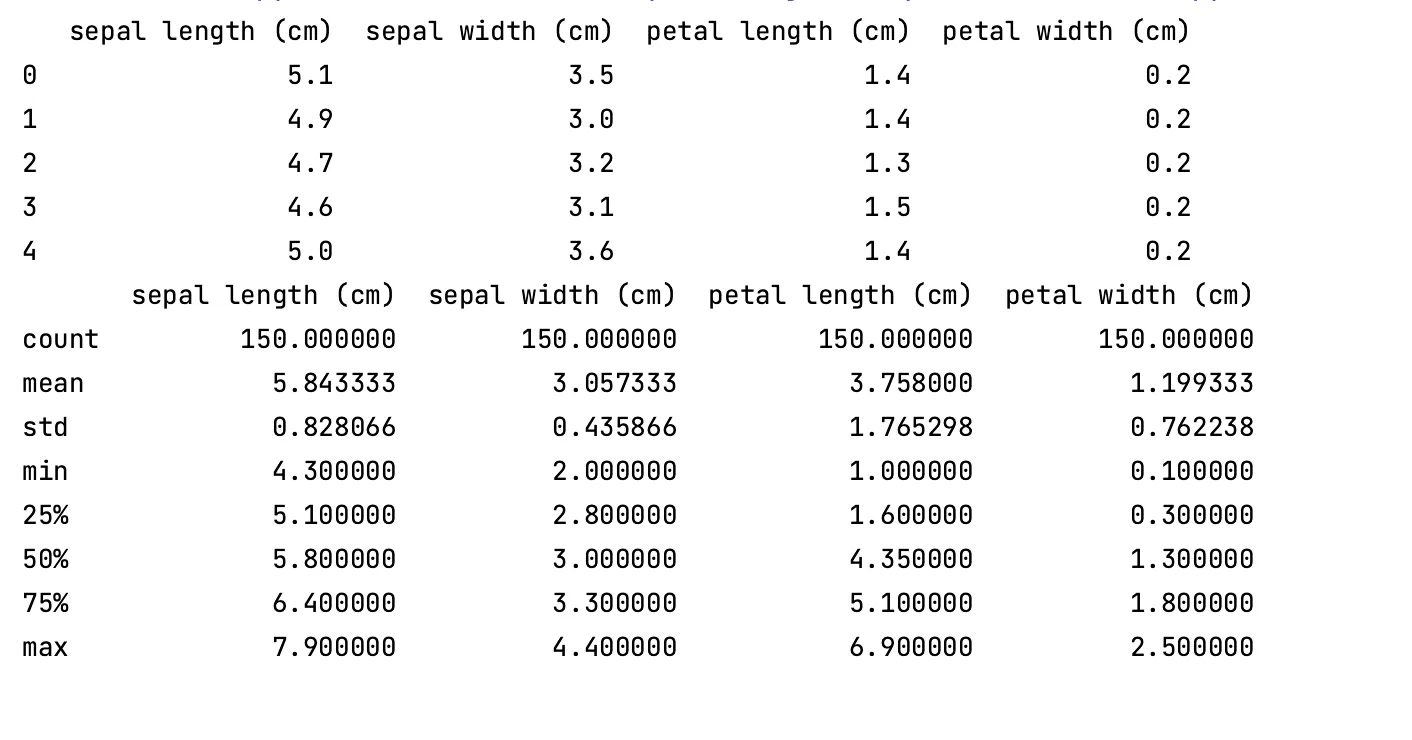 sepal length (cm)  sepal width (cm)  petal length (cm)  petal width (cm)
0                5.1               3.5                1.4               0.2
1                4.9               3.0                1.4               0.2
2                4.7               3.2                1.3               0.2
3                4.6               3.1                1.5               0.2
4                5.0               3.6                1.4               0.2
sepal length (cm)  sepal width (cm)  petal length (cm)  petal width (cm)
count         150.000000        150.000000         150.000000        150.000000
mean            5.843333          3.057333           3.758000          1.199333
std             0.828066          0.435866           1.765298          0.762238
min             4.300000          2.000000           1.000000          0.100000
25%             5.100000          2.800000           1.600000          0.300000
50%             5.800000          3.000000           4.350000          1.300000
75%             6.400000          3.300000           5.100000          1.800000
max             7.900000          4.400000           6.900000          2.500000